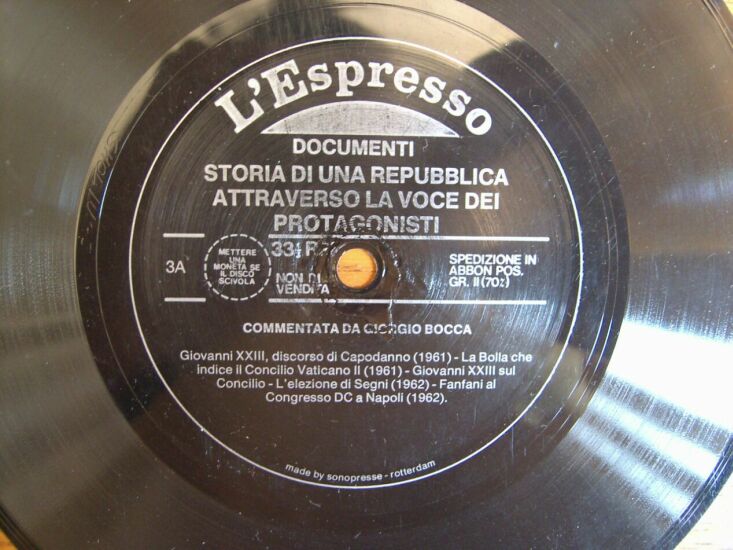 L'Espresso
DOCUMENTI
STORIA DI UNA REPUBBLICA
ATTRAVERSO LA VOCE DEI
PROTAGONISTI
3A
METTERE
UNA
MONETA SE
IL DISCO
SCIVOLA
33⅓
NON DI
VENDITA
SPEDIZIONE IN
ABBON POS.
GR. II (70%)
COMMENTATA DA GIORGIO BOCCA
Giovanni XXIII, discorso di Capodanno (1961) - La Bolla che
indice il Concilio Vaticano II (1961) - Giovanni XXIII sul
Concilio - L'elezione di Segni (1962) - Fanfani al
Congresso DC a Napoli (1962).
made by sonopresse - rotterdam